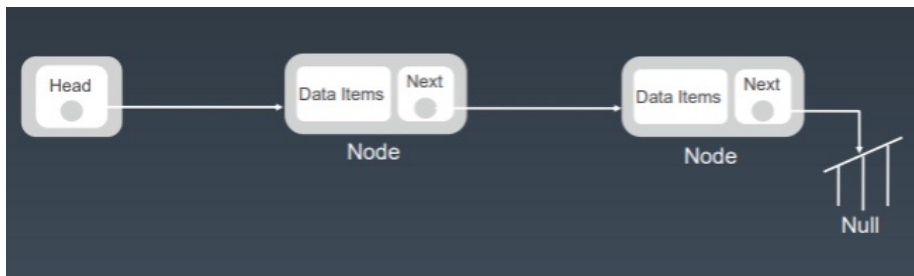 Head
Data Items
Next
Node
Data Items
Next
Node
Null